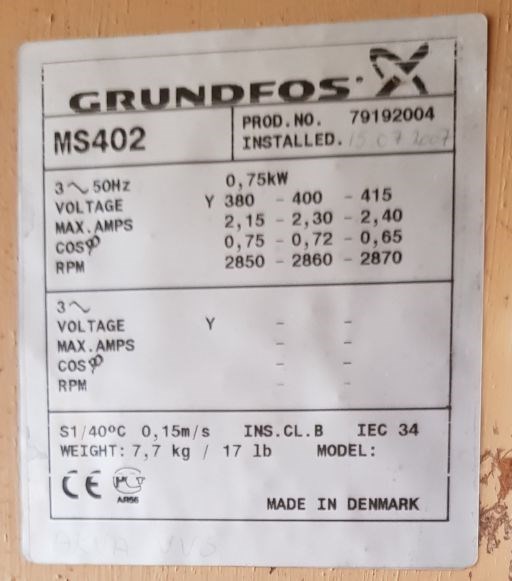 GRUNDFOS
MS402
PROD.NO. 79192004
INSTALLED. 15 07 2007
3~ 50Hz 0,75kW
VOLTAGE Y 380 - 400 - 415
MAX.AMPS 2,15 - 2,30 - 2,40
COSφ 0,75 - 0,72 - 0,65
RPM 2850 - 2860 - 2870
3~
VOLTAGE Y - -
MAX.AMPS - -
COSφ - -
RPM - -
S1/40ºC 0,15m/s INS.CL.B IEC 34
WEIGHT: 7,7 kg / 17 lb MODEL:
CE
AR56
MADE IN DENMARK